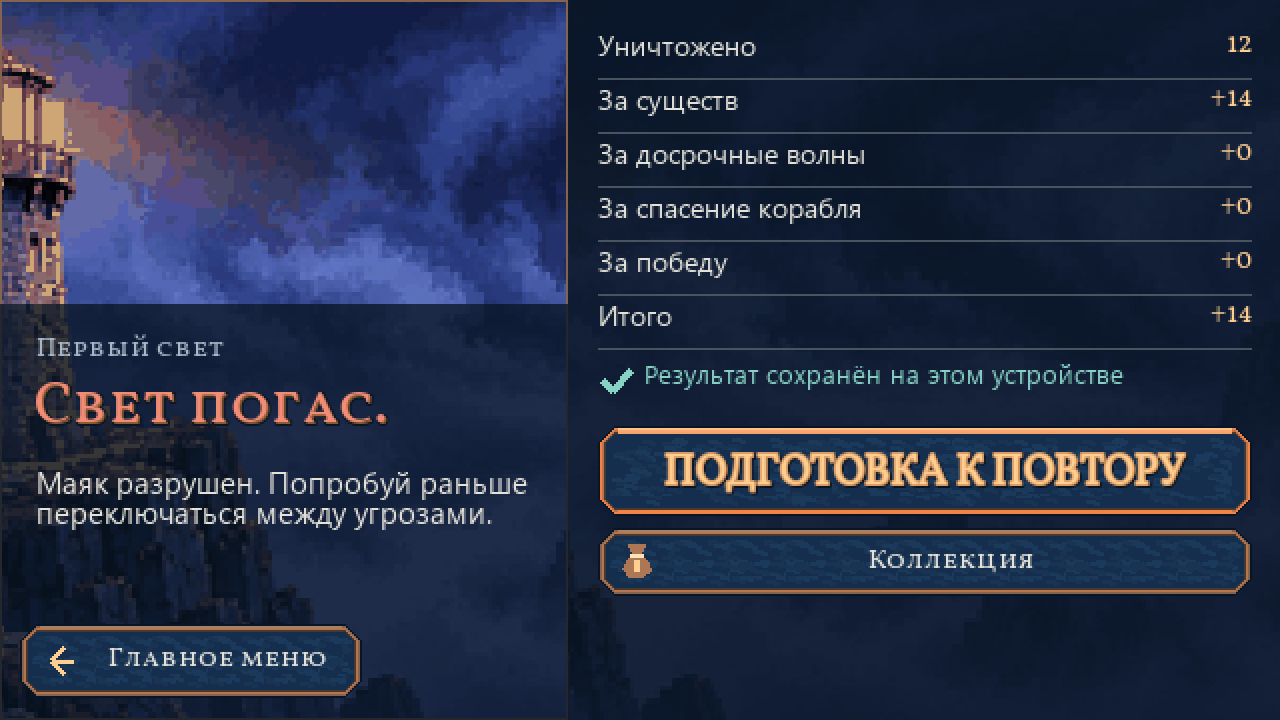 Первый свет
Свет погас.
Маяк разрушен. Попробуй раньше
переключаться между угрозами.
Главное меню
Уничтожено 12
За существ +14
За досрочные волны +0
За спасение корабля +0
За победу +0
Итого +14
Результат сохранён на этом устройстве
ПОДГОТОВКА К ПОВТОРУ
Коллекция